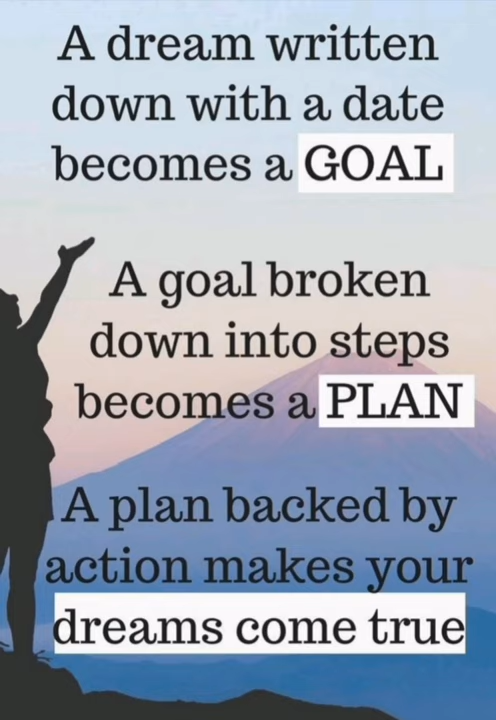 A dream written
down with a date
becomes a GOAL
A goal broken
down into steps
becomes a PLAN
A plan backed by
action makes your
dreams come true